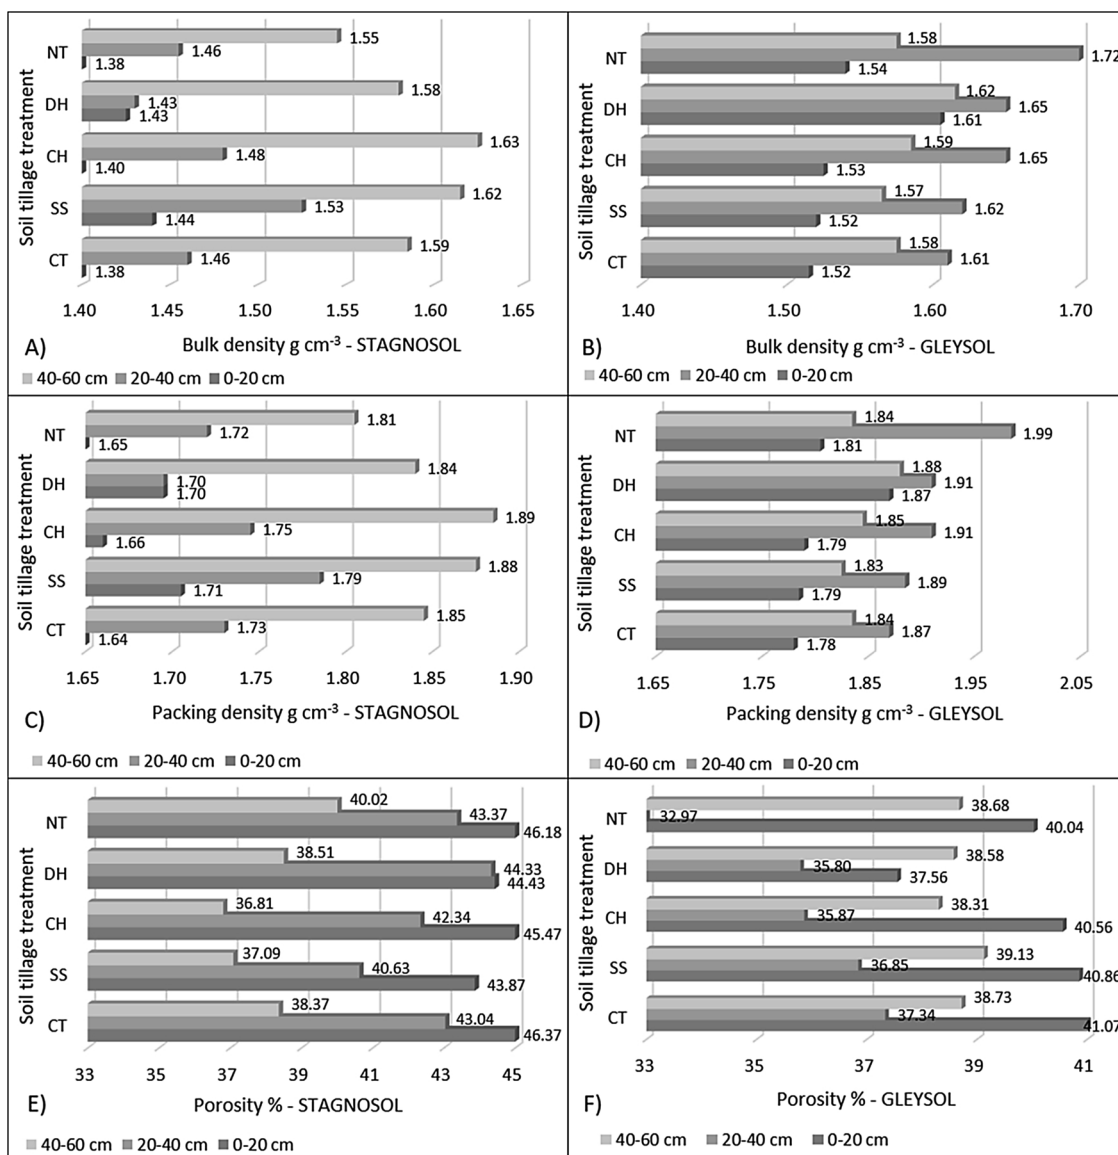 NT
1.55
1.46
1.38
DH
1.58
1.43
1.43
CH
1.63
1.48
1.40
SS
1.62
1.53
1.44
CT
1.59
1.46
1.38
Soil tillage treatment
1.40 1.45 1.50 1.55 1.60 1.65
A) Bulk density g cm⁻³ - STAGNOSOL
40-60 cm 20-40 cm 0-20 cm
NT
1.58
1.72
1.54
DH
1.62
1.65
1.61
CH
1.59
1.65
1.53
SS
1.57
1.62
1.52
CT
1.58
1.61
1.52
Soil tillage treatment
1.40 1.50 1.60 1.70
B) Bulk density g cm⁻³ - GLEYSOL
40-60 cm 20-40 cm 0-20 cm
NT
1.81
1.72
1.65
DH
1.84
1.70
1.70
CH
1.89
1.75
1.66
SS
1.88
1.79
1.71
CT
1.85
1.73
1.64
Soil tillage treatment
1.65 1.70 1.75 1.80 1.85 1.90
C) Packing density g cm⁻³ - STAGNOSOL
40-60 cm 20-40 cm 0-20 cm
NT
1.84
1.99
1.81
DH
1.88
1.91
1.87
CH
1.85
1.91
1.79
SS
1.83
1.89
1.79
CT
1.84
1.87
1.78
Soil tillage treatment
1.65 1.75 1.85 1.95 2.05
D) Packing density g cm⁻³ - GLEYSOL
40-60 cm 20-40 cm 0-20 cm
NT
40.02
43.37
46.18
DH
38.51
44.33
44.43
CH
36.81
42.34
45.47
SS
37.09
40.63
43.87
CT
38.37
43.04
46.37
Soil tillage treatment
33 35 37 39 41 43 45
E) Porosity % - STAGNOSOL
40-60 cm 20-40 cm 0-20 cm
NT
38.68
32.97
40.04
DH
38.58
35.80
37.56
CH
38.31
35.87
40.56
SS
39.13
36.85
40.86
CT
38.73
37.34
41.07
Soil tillage treatment
33 35 37 39 41
F) Porosity % - GLEYSOL
40-60 cm 20-40 cm 0-20 cm